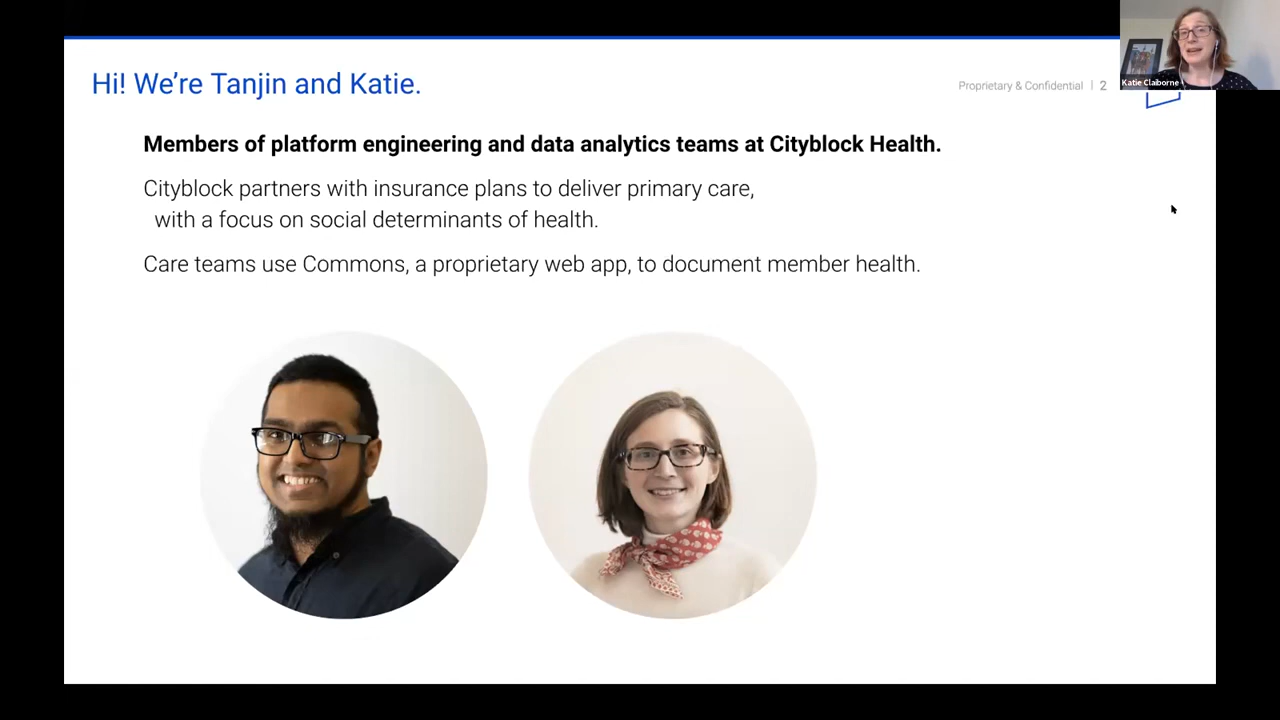 Hi! We’re Tanjin and Katie.
Proprietary & Confidential | 2
Katie Claiborne
Members of platform engineering and data analytics teams at Cityblock Health.
Cityblock partners with insurance plans to deliver primary care,
with a focus on social determinants of health.
Care teams use Commons, a proprietary web app, to document member health.